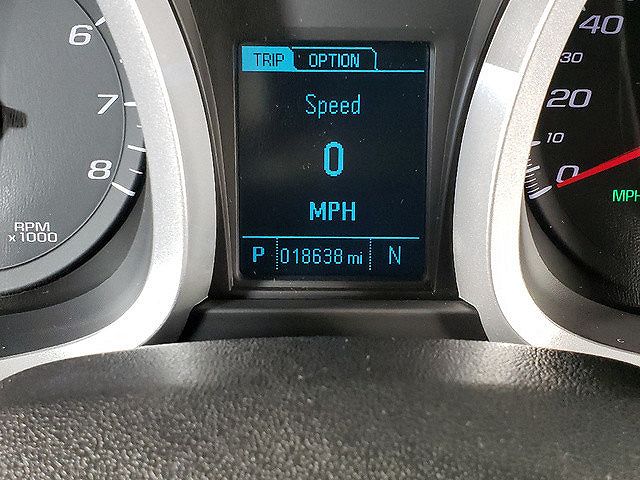 6
7
8
RPM
x1000
TRIP OPTION
Speed
0
MPH
P 018638 mi N
40
30
20
10
0
MPH